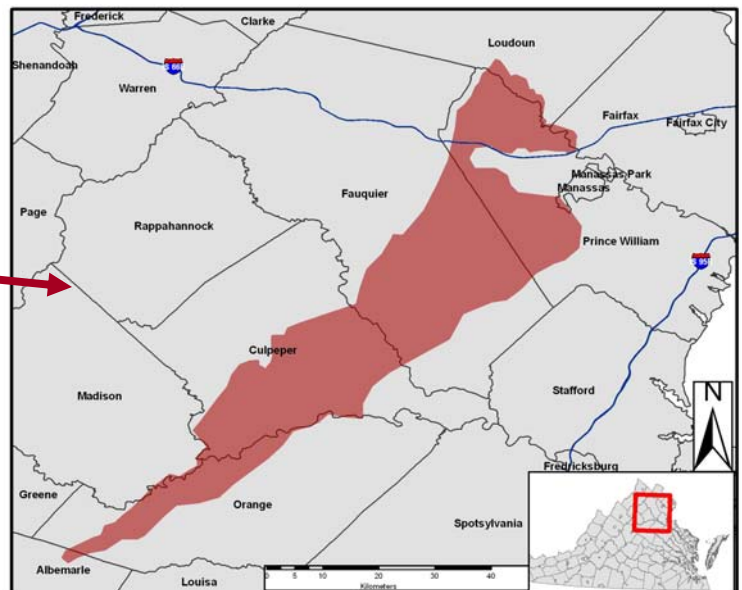 Frederick
Clarke
Loudoun
Shenandoah
Warren
Fairfax
Fairfax City
Manassas Park
Manassas
Fauquier
Page
Rappahannock
Prince William
Culpeper
Madison
Stafford
N
Fredricksburg
Greene
Orange
Spotsylvania
Albemarle
Louisa
0 5 10 20 30 40
Kilometers